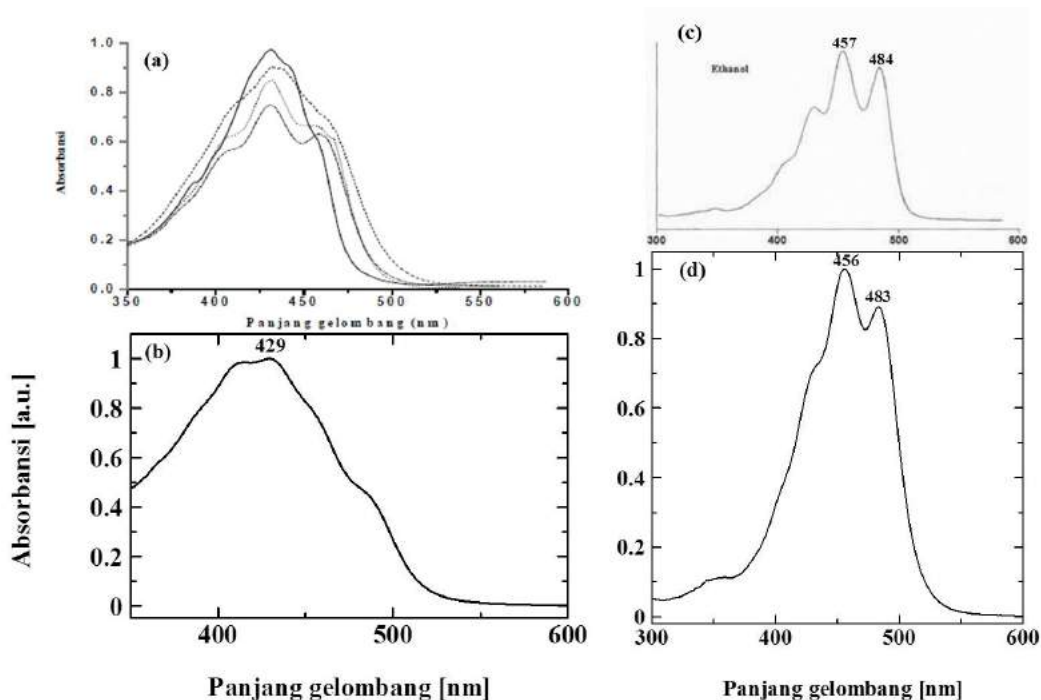 (a)
1.0
0.8
0.6
0.4
0.2
0.0
350 400 450 500 550 600
Absorbansi
Panjang gelombang (nm)
(b)
429
1
0.8
0.6
0.4
0.2
0
400 500 600
Absorbansi [a.u.]
Panjang gelombang [nm]
(c)
Ethanol
457
484
300 400 500 600
(d)
456
483
1
0.8
0.6
0.4
0.2
0
300 400 500 600
Panjang gelombang [nm]